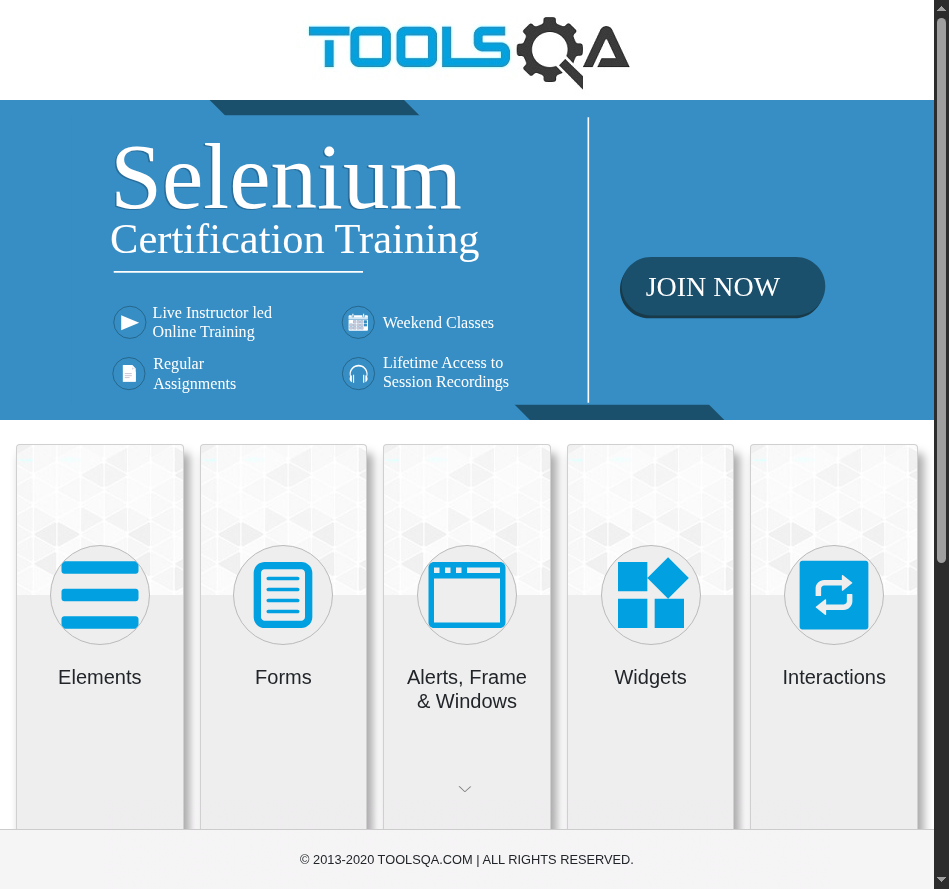 TOOLSQA
Selenium
Certification Training
Live Instructor led
Online Training
Weekend Classes
Regular
Assignments
Lifetime Access to
Session Recordings
JOIN NOW
Elements
Forms
Alerts, Frame
& Windows
Widgets
Interactions
© 2013-2020 TOOLSQA.COM | ALL RIGHTS RESERVED.